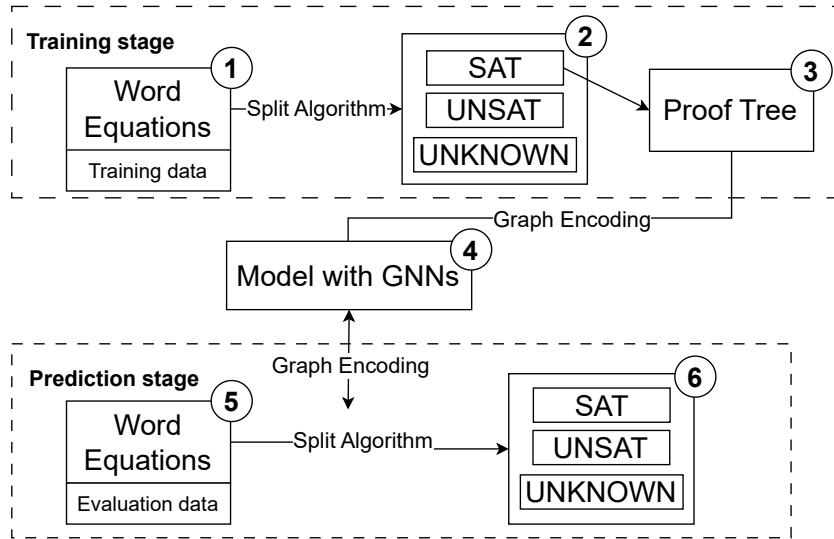 Training stage
1
2
3
Word
Equations
Training data
Split Algorithm
SAT
UNSAT
UNKNOWN
Proof Tree
Graph Encoding
4
Model with GNNs
Graph Encoding
Prediction stage
5
6
Word
Equations
Evaluation data
Split Algorithm
SAT
UNSAT
UNKNOWN